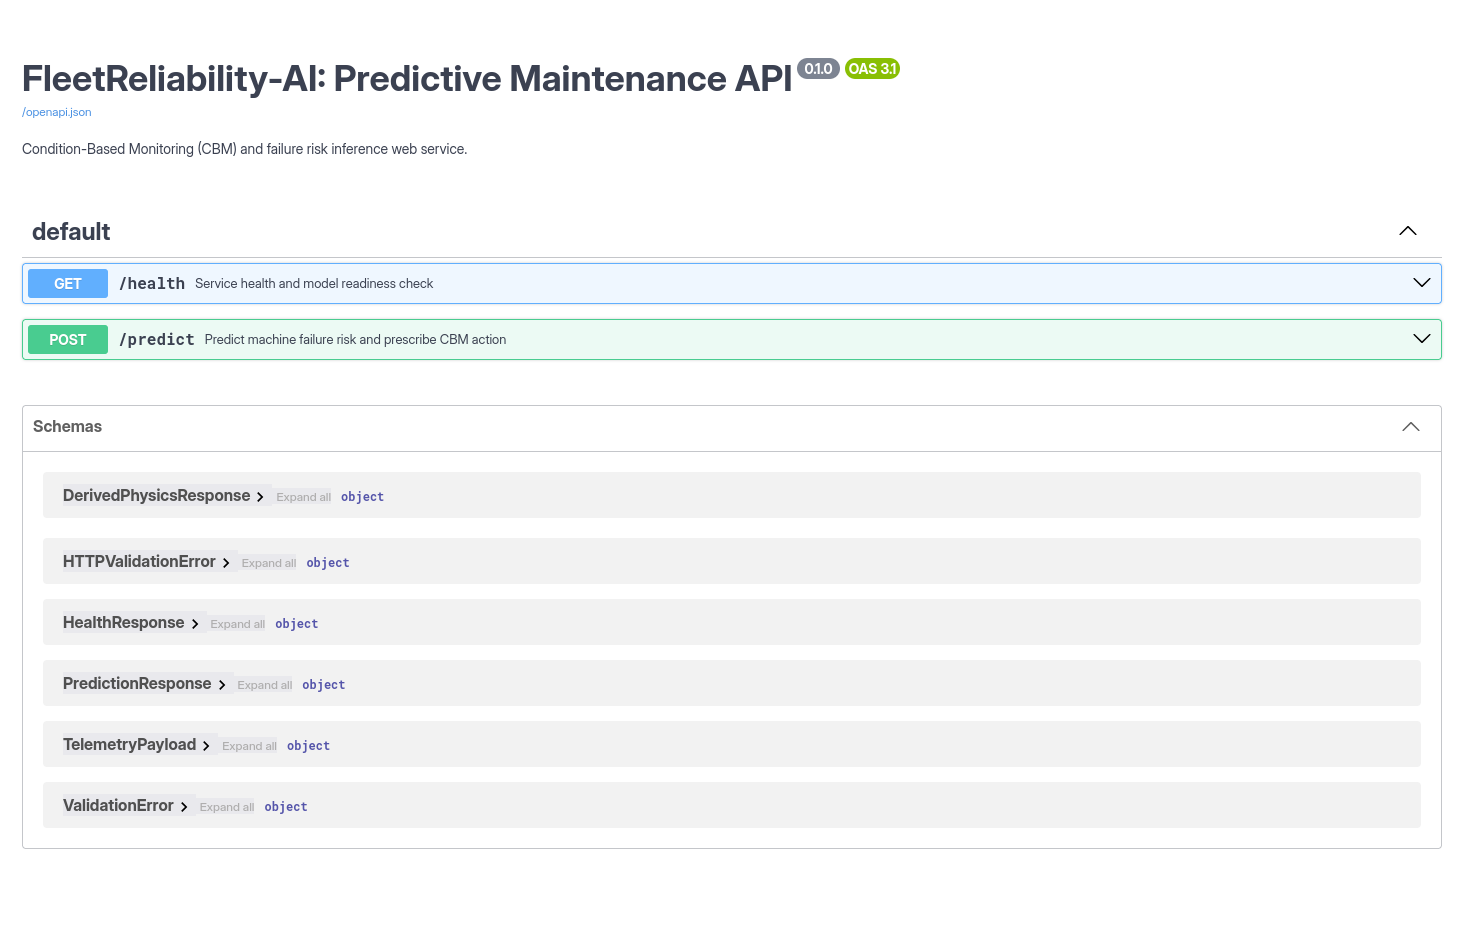 FleetReliability-AI: Predictive Maintenance API 0.1.0 OAS 3.1
/openapi.json
Condition-Based Monitoring (CBM) and failure risk inference web service.
default
GET /health Service health and model readiness check
POST /predict Predict machine failure risk and prescribe CBM action
Schemas
DerivedPhysicsResponse Expand all object
HTTPValidationError Expand all object
HealthResponse Expand all object
PredictionResponse Expand all object
TelemetryPayload Expand all object
ValidationError Expand all object